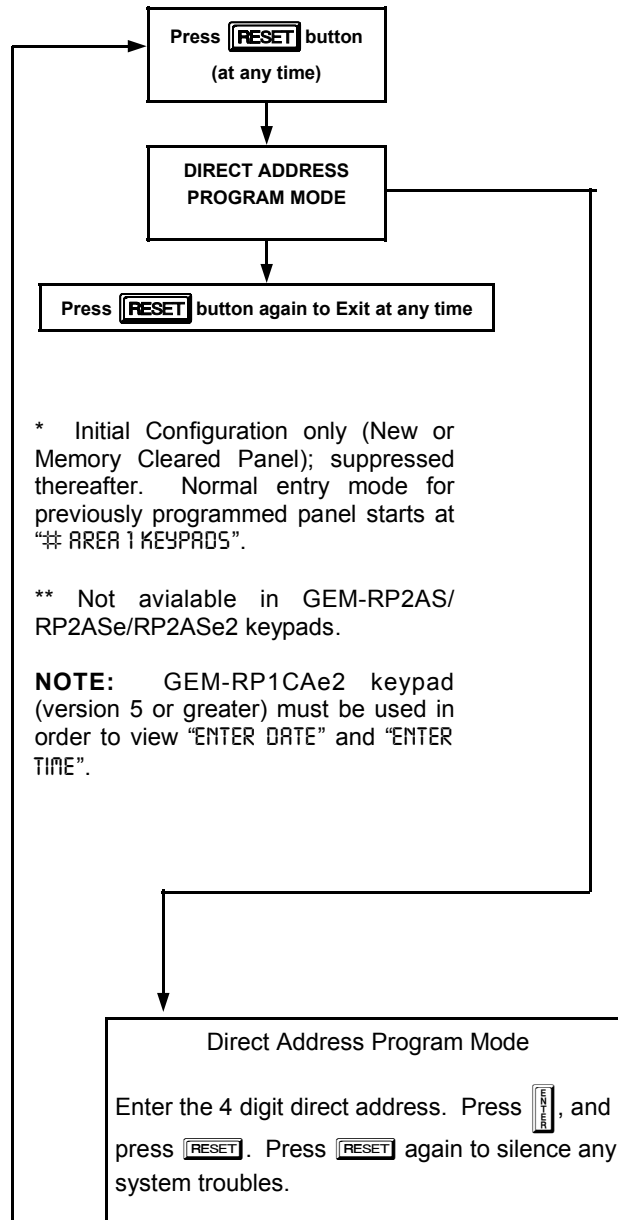 Press RESET button
(at any time)
DIRECT ADDRESS
PROGRAM MODE
Press RESET button again to Exit at any time
* Initial Configuration only (New or
Memory Cleared Panel); suppressed
thereafter. Normal entry mode for
previously programmed panel starts at
“# AREA 1 KEYPADS”.
** Not avialable in GEM-RP2AS/
RP2ASe/RP2ASe2 keypads.
NOTE: GEM-RP1CAe2 keypad
(version 5 or greater) must be used in
order to view “ENTER DATE” and “ENTER
TIME”.
Direct Address Program Mode
Enter the 4 digit direct address. Press ENTER, and
press RESET. Press RESET again to silence any
system troubles.